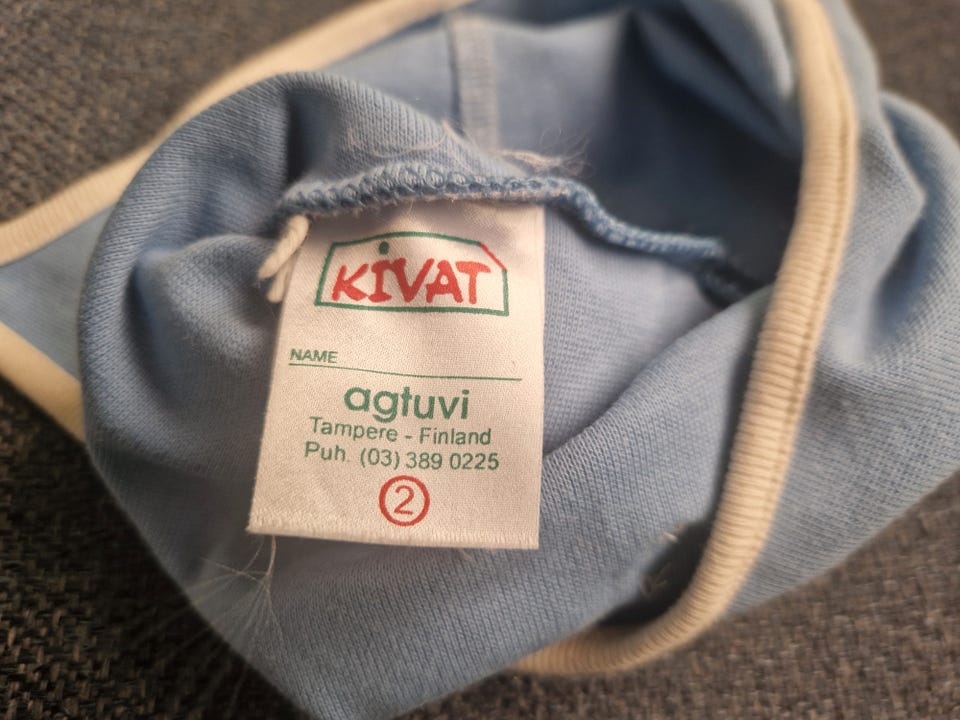 KiVAT
NAME
agtuvi
Tampere - Finland
Puh. (03) 389 0225
2